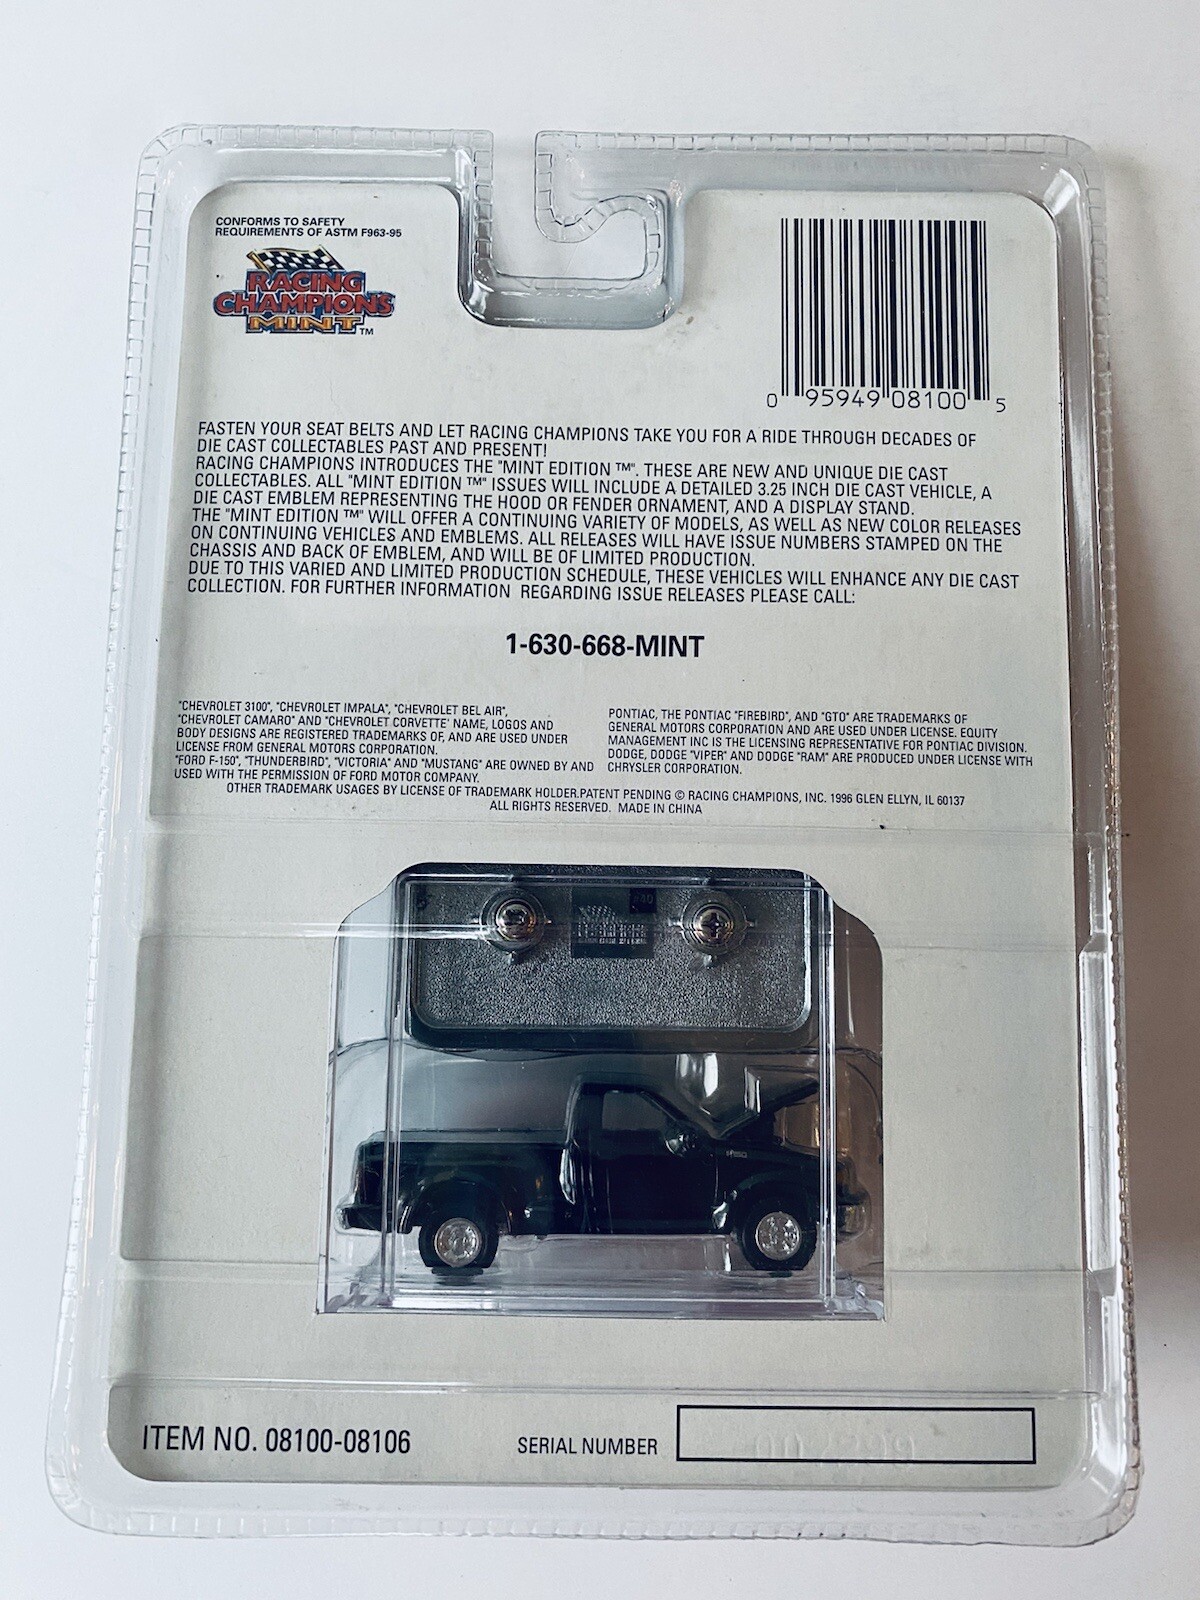 CONFORMS TO SAFETY
REQUIREMENTS OF ASTM F963-95
RACING
CHAMPIONS
MINT™
0 95949 08100 5
FASTEN YOUR SEAT BELTS AND LET RACING CHAMPIONS TAKE YOU FOR A RIDE THROUGH DECADES OF
DIE CAST COLLECTABLES PAST AND PRESENT!
RACING CHAMPIONS INTRODUCES THE "MINT EDITION ™". THESE ARE NEW AND UNIQUE DIE CAST
COLLECTABLES. ALL "MINT EDITION ™" ISSUES WILL INCLUDE A DETAILED 3.25 INCH DIE CAST VEHICLE, A
DIE CAST EMBLEM REPRESENTING THE HOOD OR FENDER ORNAMENT, AND A DISPLAY STAND.
THE "MINT EDITION ™" WILL OFFER A CONTINUING VARIETY OF MODELS, AS WELL AS NEW COLOR RELEASES
ON CONTINUING VEHICLES AND EMBLEMS. ALL RELEASES WILL HAVE ISSUE NUMBERS STAMPED ON THE
CHASSIS AND BACK OF EMBLEM, AND WILL BE OF LIMITED PRODUCTION.
DUE TO THIS VARIED AND LIMITED PRODUCTION SCHEDULE, THESE VEHICLES WILL ENHANCE ANY DIE CAST
COLLECTION. FOR FURTHER INFORMATION REGARDING ISSUE RELEASES PLEASE CALL:
1-630-668-MINT
"CHEVROLET 3100", "CHEVROLET IMPALA", "CHEVROLET BEL AIR",
"CHEVROLET CAMARO" AND "CHEVROLET CORVETTE" NAME, LOGOS AND
BODY DESIGNS ARE REGISTERED TRADEMARKS OF, AND ARE USED UNDER
LICENSE FROM GENERAL MOTORS CORPORATION.
"FORD F-150", "THUNDERBIRD", "VICTORIA" AND "MUSTANG" ARE OWNED BY AND
USED WITH THE PERMISSION OF FORD MOTOR COMPANY.
PONTIAC, THE PONTIAC "FIREBIRD", AND "GTO" ARE TRADEMARKS OF
GENERAL MOTORS CORPORATION AND ARE USED UNDER LICENSE. EQUITY
MANAGEMENT INC IS THE LICENSING REPRESENTATIVE FOR PONTIAC DIVISION.
DODGE, DODGE "VIPER" AND DODGE "RAM" ARE PRODUCED UNDER LICENSE WITH
CHRYSLER CORPORATION.
OTHER TRADEMARK USAGES BY LICENSE OF TRADEMARK HOLDER.PATENT PENDING © RACING CHAMPIONS, INC. 1996 GLEN ELLYN, IL 60137
ALL RIGHTS RESERVED. MADE IN CHINA
F150
ITEM NO. 08100-08106
SERIAL NUMBER